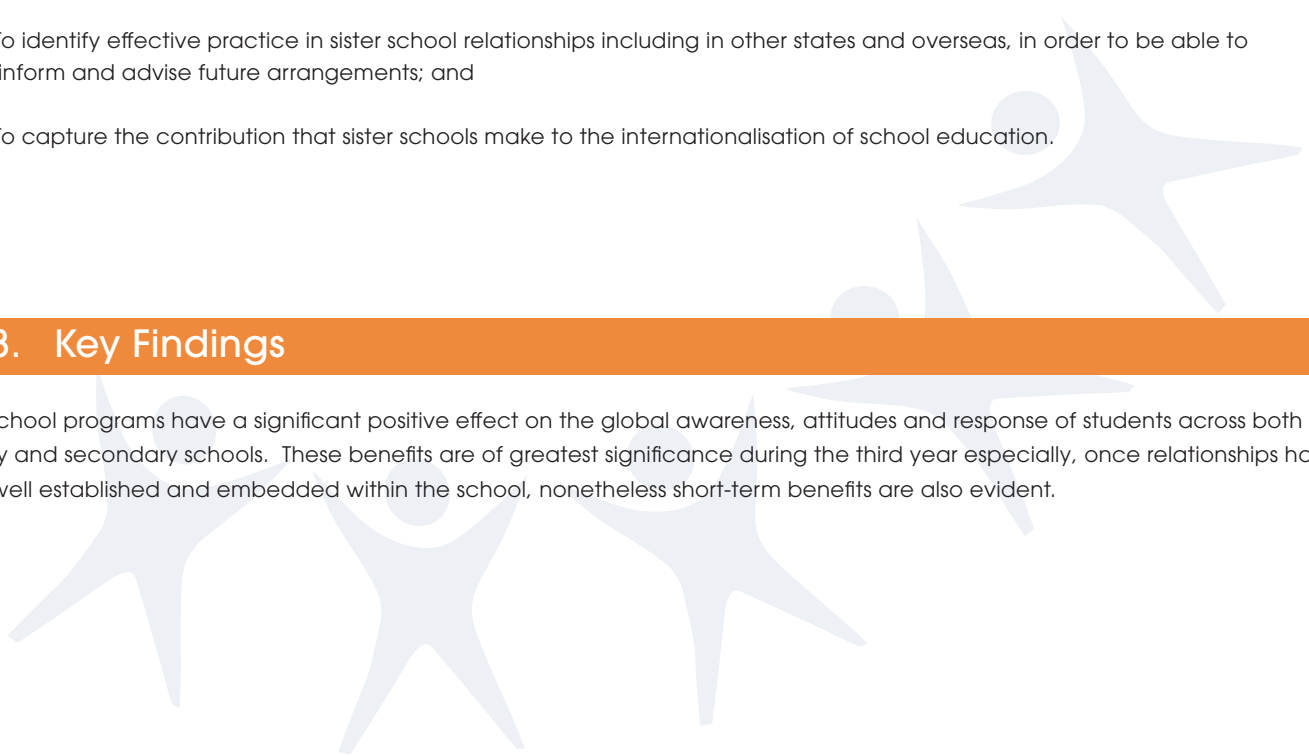 To identify effective practice in sister school relationships including in other states and overseas, in order to be able to
inform and advise future arrangements; and
To capture the contribution that sister schools make to the internationalisation of school education.
3. Key Findings
school programs have a significant positive effect on the global awareness, attitudes and response of students across both
and secondary schools. These benefits are of greatest significance during the third year especially, once relationships
well established and embedded within the school, nonetheless short-term benefits are also evident.